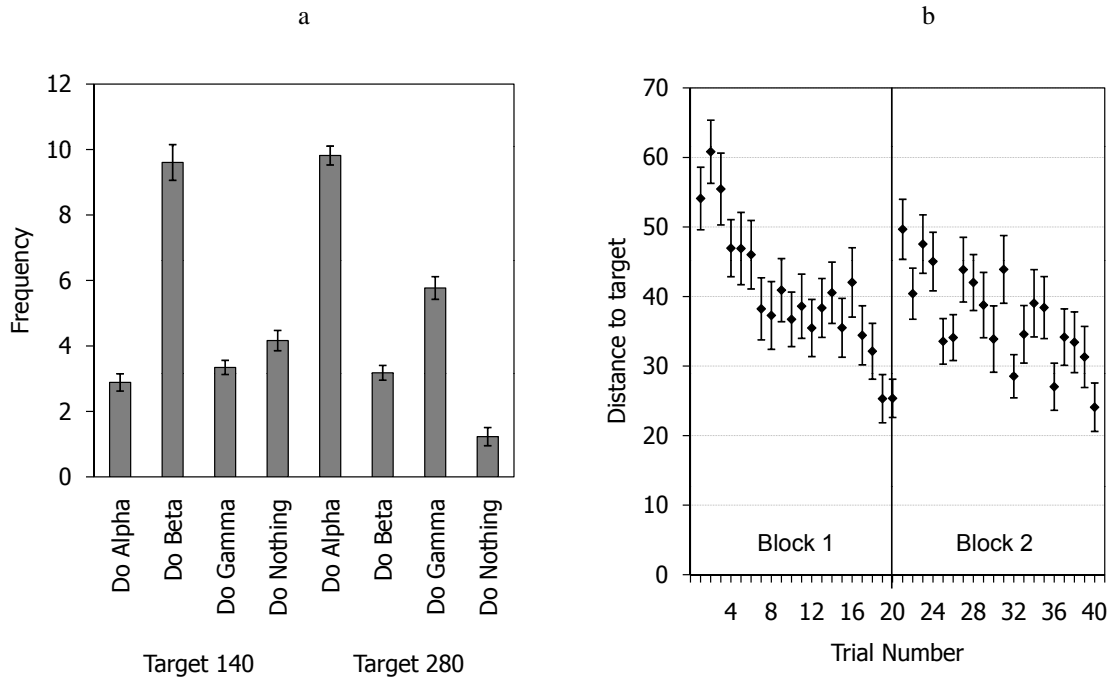 a
b
12
10
8
6
4
2
0
Frequency
Do Alpha
Do Beta
Do Gamma
Do Nothing
Do Alpha
Do Beta
Do Gamma
Do Nothing
Target 140
Target 280
70
60
50
40
30
20
10
0
Distance to target
Block 1
Block 2
4 8 12 16 20 24 28 32 36 40
Trial Number